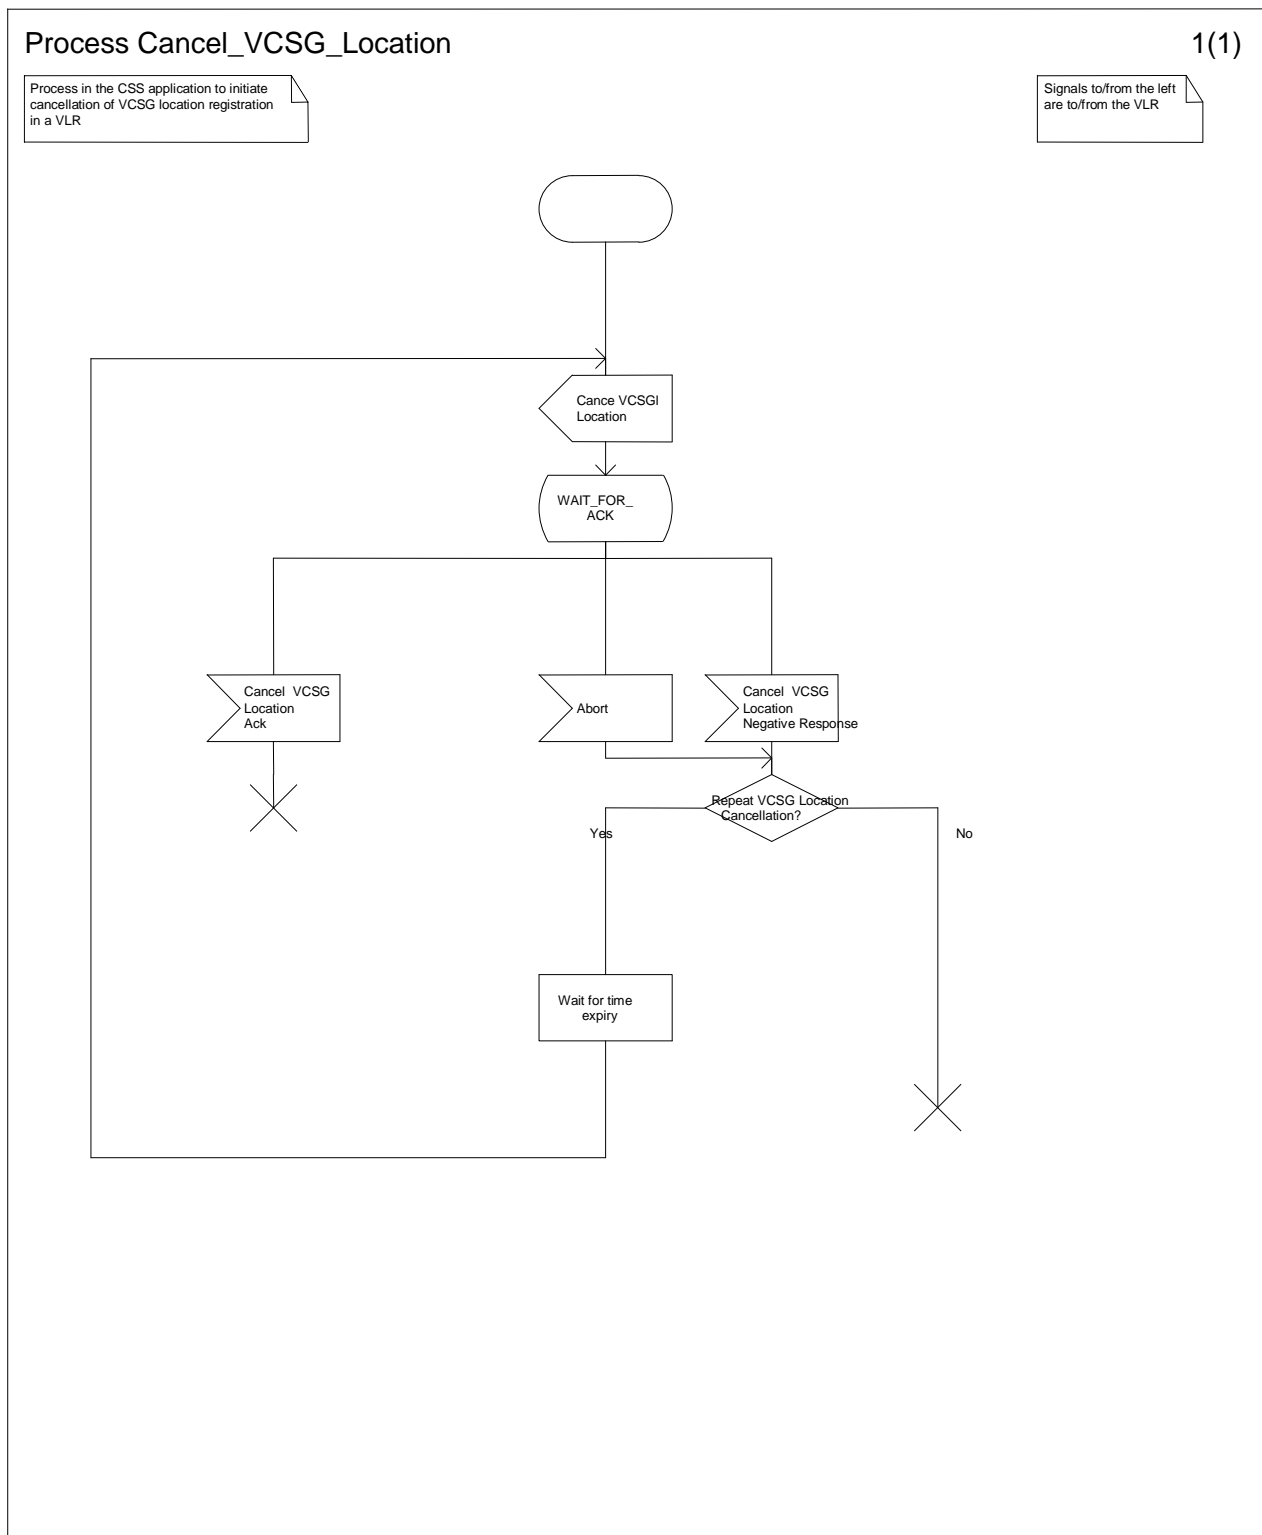 Process Cancel_VCSG_Location
1(1)
Process in the CSS application to initiate
cancellation of VCSG location registration
in a VLR
Signals to/from the left
are to/from the VLR
Cance VCSGl
Location
WAIT_FOR_
ACK
Cancel VCSG
Location
Ack
Abort
Cancel VCSG
Location
Negative Response
Repeat VCSG Location
Cancellation?
Yes
No
Wait for time
expiry